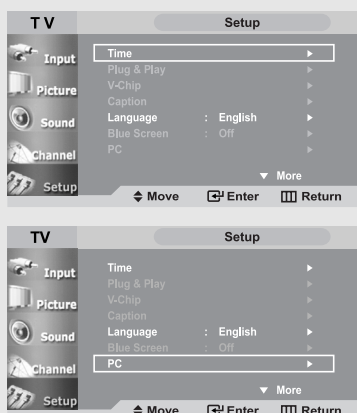 TV Setup
Input
Picture
Sound
Channel
Setup
Time
Plug & Play
V-Chip
Caption
Language : English
Blue Screen : Off
PC
More
Move Enter Return
TV Setup
Input
Picture
Sound
Channel
Setup
Time
Plug & Play
V-Chip
Caption
Language : English
Blue Screen : Off
PC
More
Move Enter Return